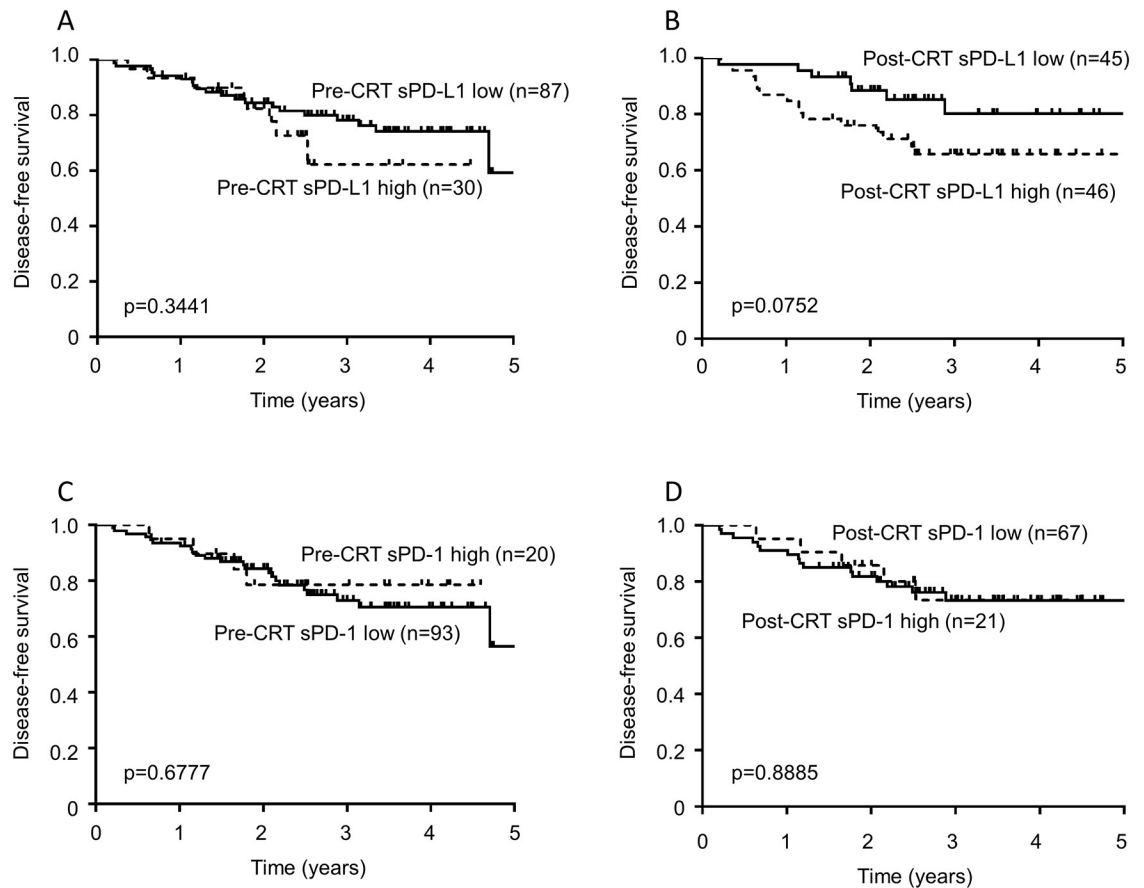 A
Disease-free survival
1.0
0.8
0.6
0.4
0.2
0
Pre-CRT sPD-L1 low (n=87)
Pre-CRT sPD-L1 high (n=30)
p=0.3441
0 1 2 3 4 5
Time (years)
B
Disease-free survival
1.0
0.8
0.6
0.4
0.2
0
Post-CRT sPD-L1 low (n=45)
Post-CRT sPD-L1 high (n=46)
p=0.0752
0 1 2 3 4 5
Time (years)
C
Disease-free survival
1.0
0.8
0.6
0.4
0.2
0
Pre-CRT sPD-1 high (n=20)
Pre-CRT sPD-1 low (n=93)
p=0.6777
0 1 2 3 4 5
Time (years)
D
Disease-free survival
1.0
0.8
0.6
0.4
0.2
0
Post-CRT sPD-1 low (n=67)
Post-CRT sPD-1 high (n=21)
p=0.8885
0 1 2 3 4 5
Time (years)